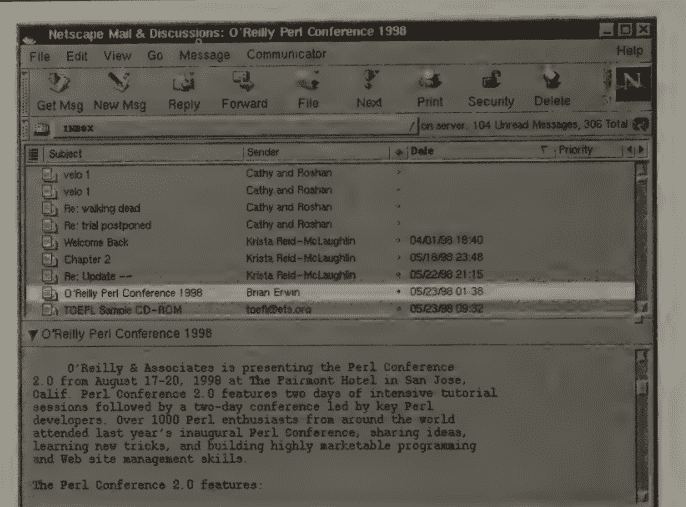 Netscape Mail & Discussions: O'Reilly Perl Conference 1998
File Edit View Go Message Communicator Help
Get Msg New Msg Reply Forward File Next Print Security Delete N
INBOX on server. 104 Unread Messages, 306 Total
Subject Sender Date Priority
velo 1 Cathy and Roshan
velo 1 Cathy and Roshan
Re: walking dead Cathy and Roshan
Re: trial postponed Cathy and Roshan
Welcome Back Krista Reid-McLaughlin 04/01/98 18:40
Chapter 2 Krista Reid-McLaughlin 05/18/98 23:48
Re: Update -- Krista Reid-McLaughlin 05/22/98 21:15
O'Reilly Perl Conference 1998 Brian Erwin 05/23/98 01:38
TOEFL Sample CD-ROM toefl@ets.org 05/23/98 09:32
O'Reilly Perl Conference 1998
O'Reilly & Associates is presenting the Perl Conference
2.0 from August 17-20, 1998 at The Fairmont Hotel in San Jose,
Calif. Perl Conference 2.0 features two days of intensive tutorial
sessions followed by a two-day conference led by key Perl
developers. Over 1000 Perl enthusiasts from around the world
attended last year's inaugural Perl Conference, sharing ideas,
learning new tricks, and building highly marketable programming
and Web site management skills.
The Perl Conference 2.0 features: